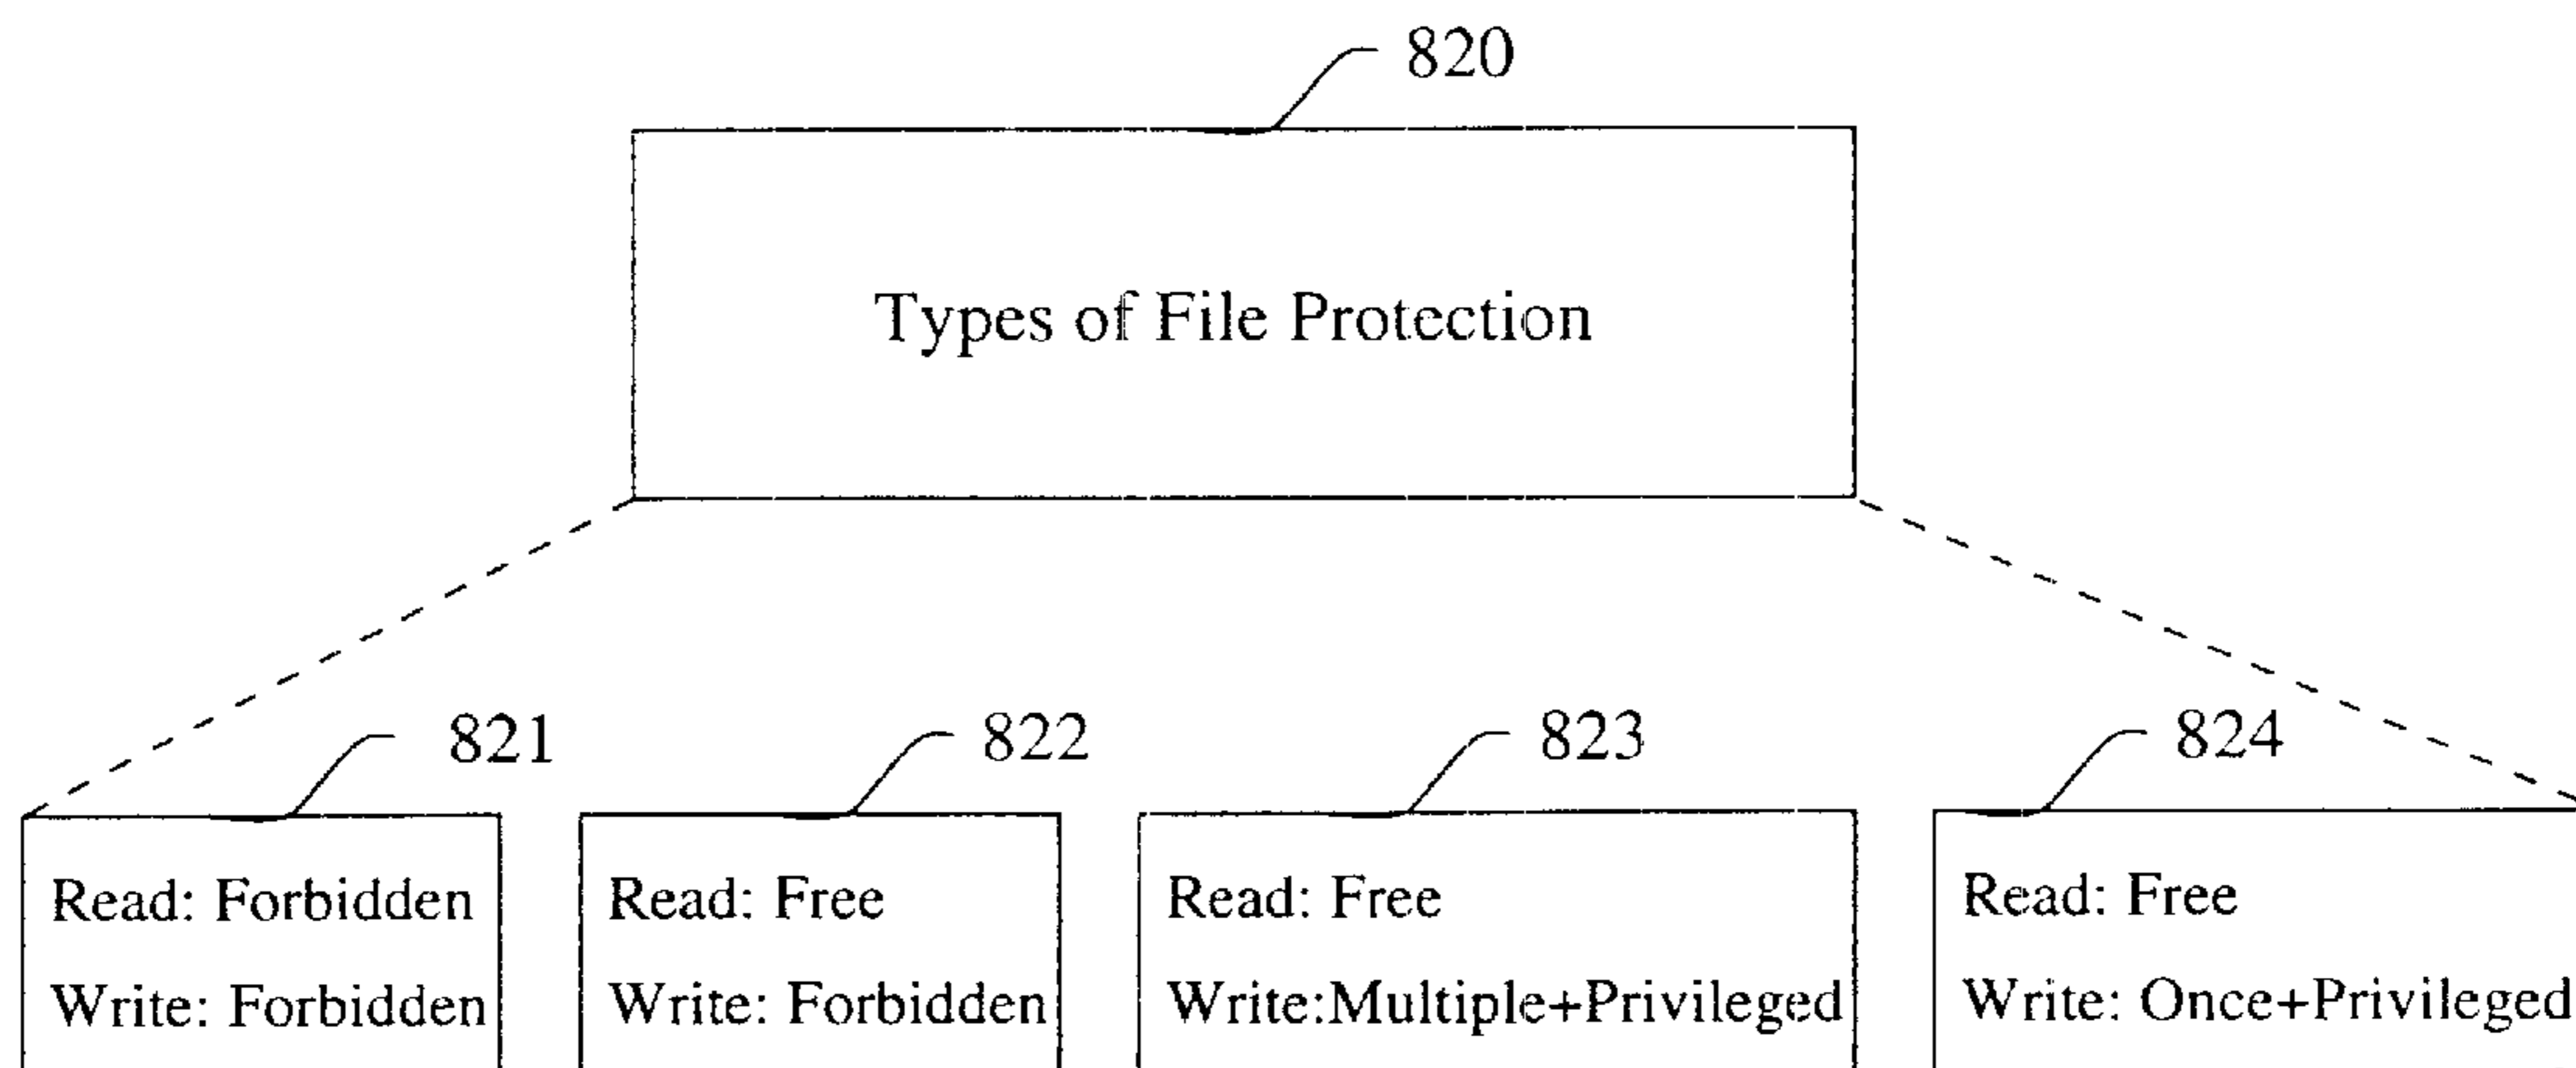 820
Types of File Protection
821
822
823
824
Read: Forbidden
Write: Forbidden
Read: Free
Write: Forbidden
Read: Free
Write:Multiple+Privileged
Read: Free
Write: Once+Privileged